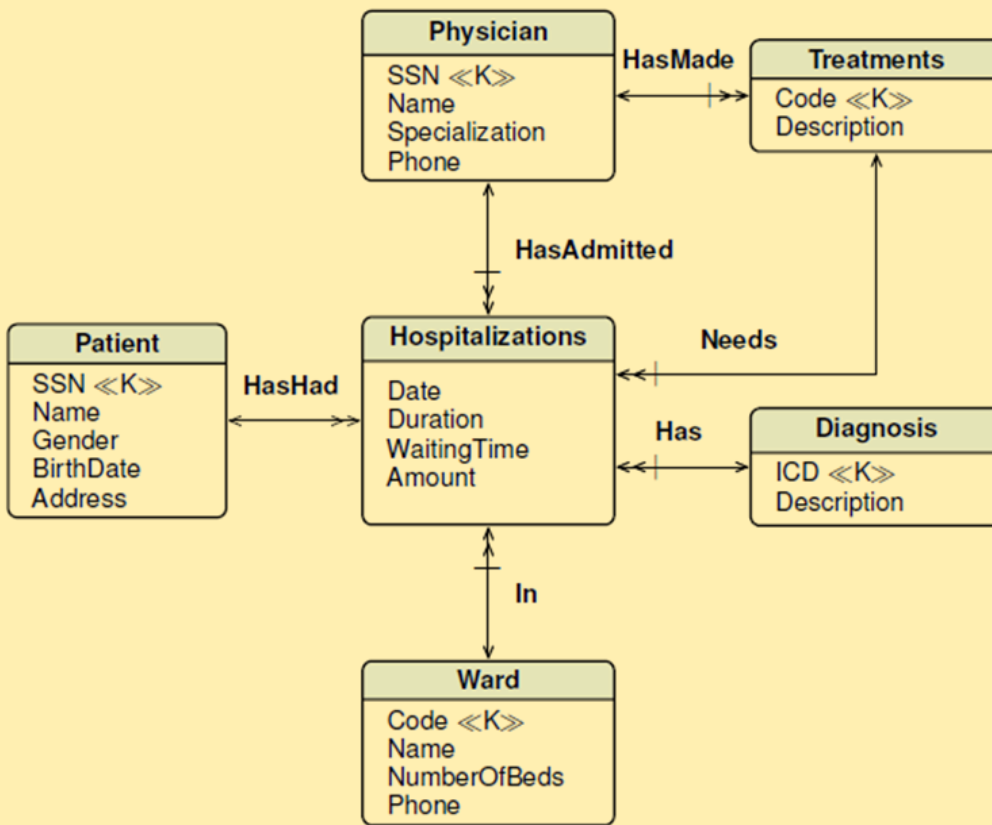 Physician
SSN ≪K≫
Name
Specialization
Phone
HasMade
Treatments
Code ≪K≫
Description
HasAdmitted
Patient
SSN ≪K≫
Name
Gender
BirthDate
Address
HasHad
Hospitalizations
Date
Duration
WaitingTime
Amount
Needs
Has
Diagnosis
ICD ≪K≫
Description
In
Ward
Code ≪K≫
Name
NumberOfBeds
Phone